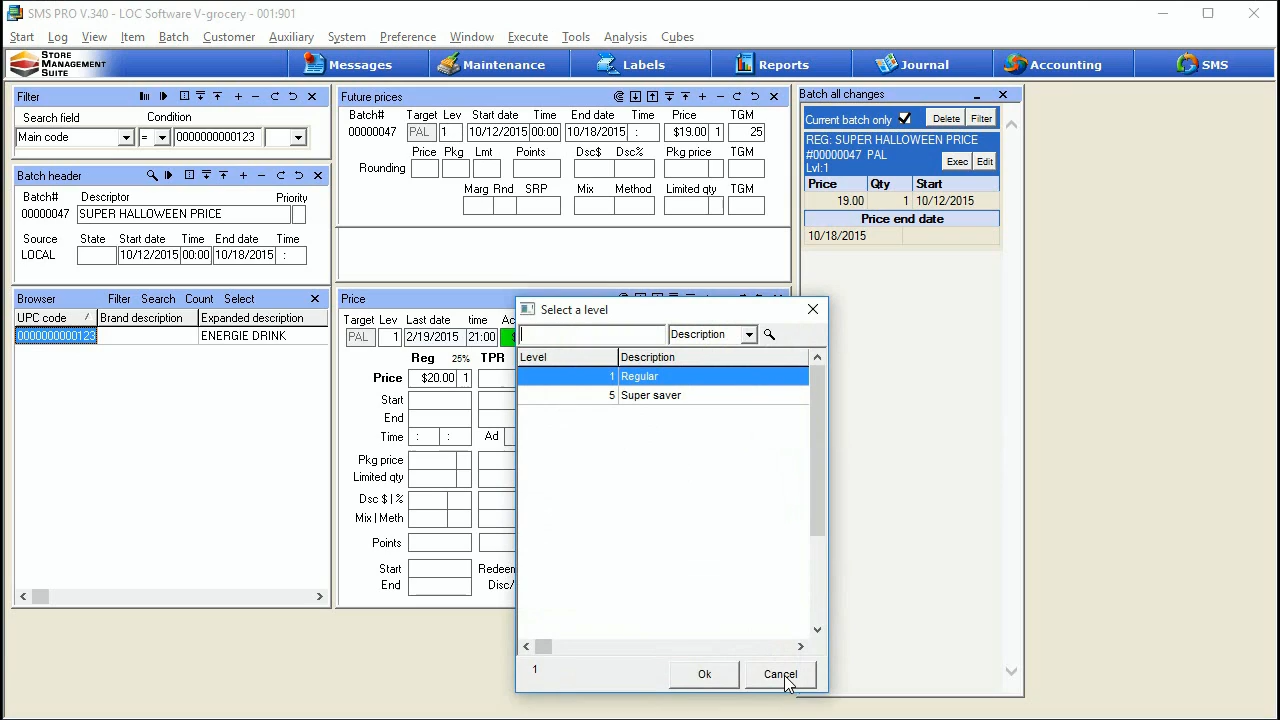 SMS PRO V.340 - LOC Software V-grocery - 001:901
Start Log View Item Batch Customer Auxiliary System Preference Window Execute Tools Analysis Cubes
STORE
MANAGEMENT
SUITE
Messages Maintenance Labels Reports Journal Accounting SMS
Filter
Search field Condition
Main code = 0000000000123
Batch header
Batch# Descriptor Priority
00000047 SUPER HALLOWEEN PRICE
Source State Start date Time End date Time
LOCAL 10/12/2015 00:00 10/18/2015 :
Browser Filter Search Count Select
UPC code / Brand description Expanded description
0000000000123 ENERGIE DRINK
Future prices
Batch# Target Lev Start date Time End date Time Price TGM
00000047 PAL 1 10/12/2015 00:00 10/18/2015 : $19.00 1 25
Price Pkg Lmt Points Dsc$ Dsc% Pkg price TGM
Rounding
Marg Rnd SRP Mix Method Limited qty TGM
Price
Target Lev Last date time Ac
PAL 1 2/19/2015 21:00
Reg 25% TPR
Price $20.00 1
Start
End
Time : : Ad
Pkg price
Limited qty
Dsc $ | %
Mix | Meth
Points
Start Redeem
End Disc/
Select a level
Description
Level Description
1 Regular
5 Super saver
1 Ok Cancel
Batch all changes
Current batch only Delete Filter
REG: SUPER HALLOWEEN PRICE
#00000047 PAL
Lvl:1 Exec Edit
Price Qty Start
19.00 1 10/12/2015
Price end date
10/18/2015